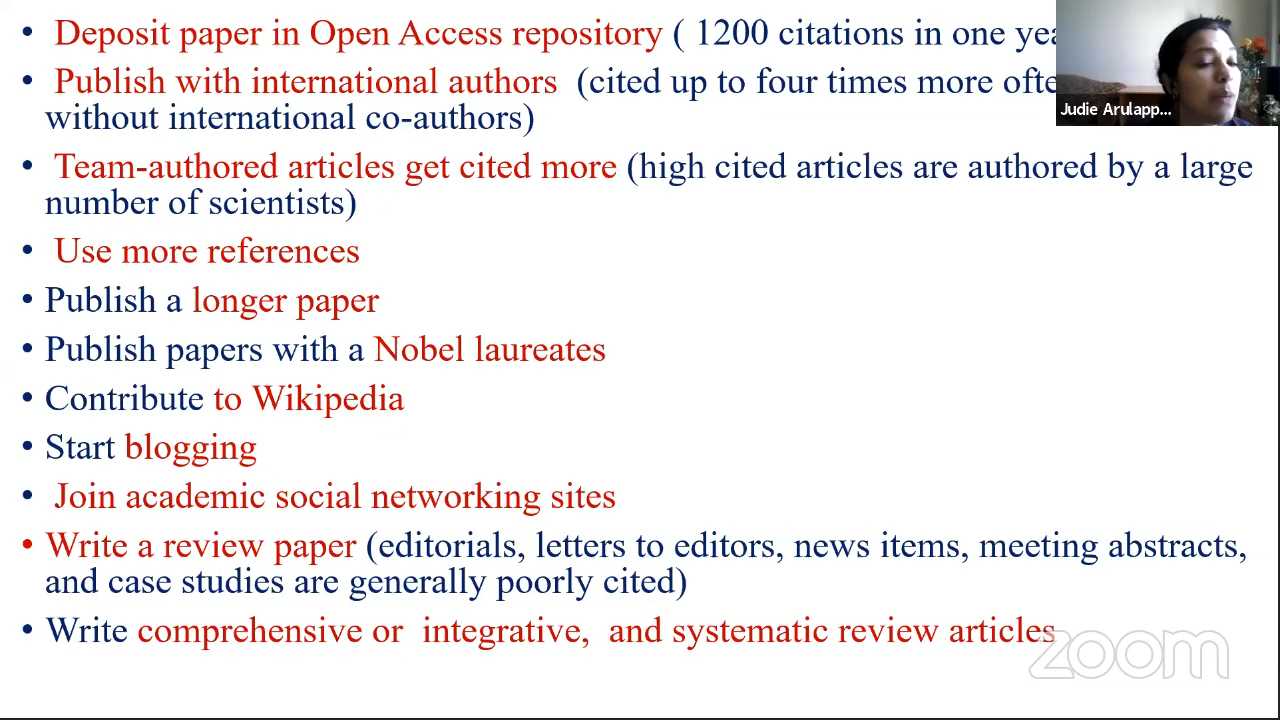 • Deposit paper in Open Access repository ( 1200 citations in one
• Publish with international authors (cited up to four times more
without international co-authors)
• Team-authored articles get cited more (high cited articles are authored by a large
number of scientists)
• Use more references
• Publish a longer paper
• Publish papers with a Nobel laureates
• Contribute to Wikipedia
• Start blogging
• Join academic social networking sites
• Write a review paper (editorials, letters to editors, news items, meeting abstracts,
and case studies are generally poorly cited)
• Write comprehensive or integrative, and systematic review articles
Judie Arulapp...
zoom